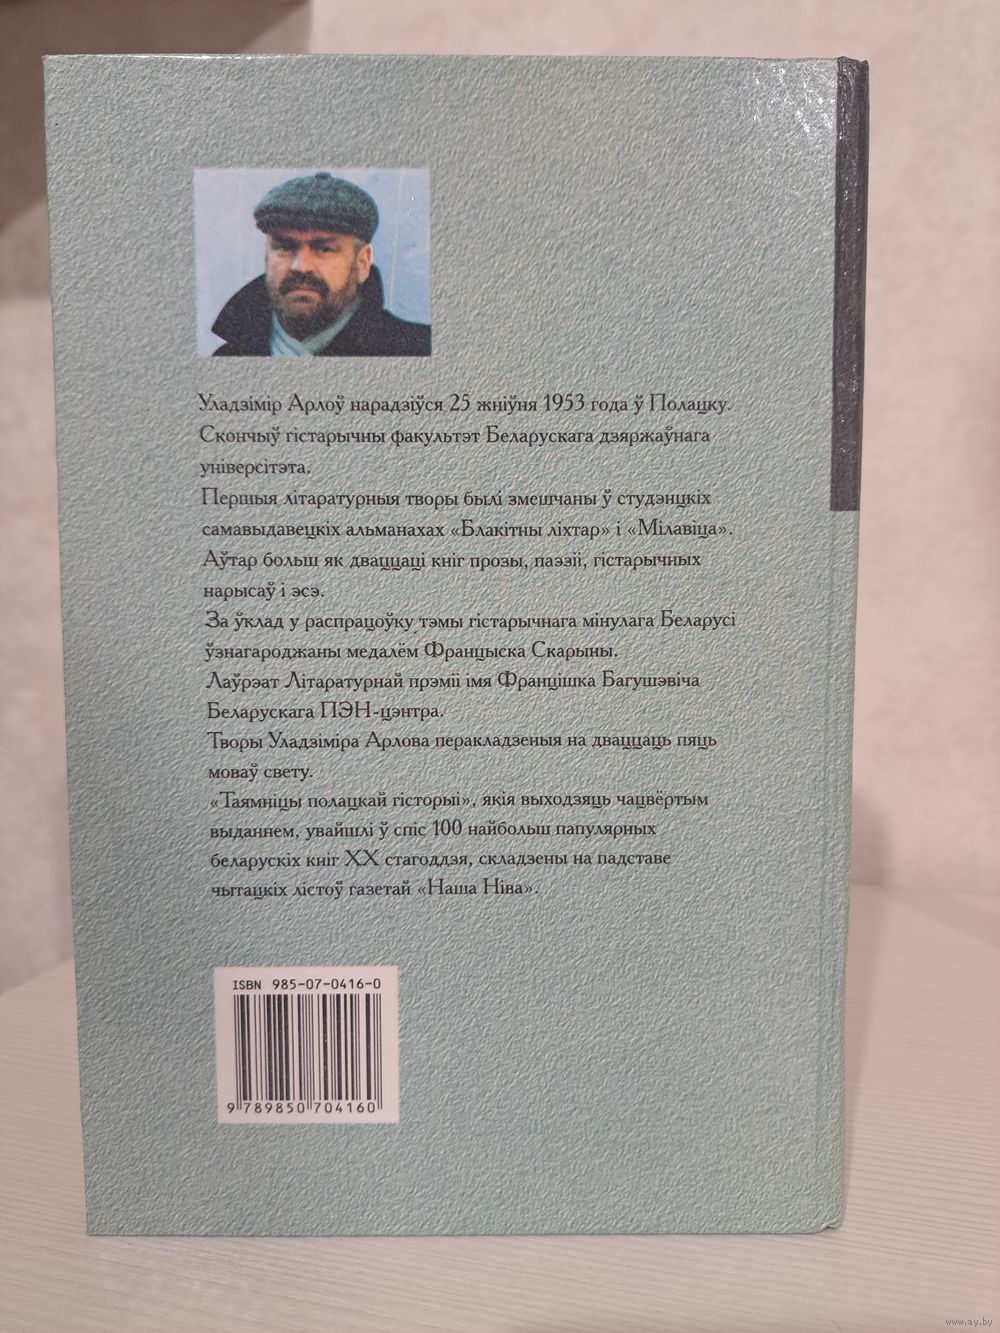 Уладзімір Арлоў нарадзіўся 25 жніўня 1953 года ў Полацку.
Скончыў гістарычны факультэт Беларускага дзяржаўнага
універсітэта.
Першыя літаратурныя творы былі змешчаны ў студэнцкіх
самавыдавецкіх альманахах «Блакітны ліхтар» і «Мілавіца».
Аўтар больш як дваццаці кніг прозы, паэзіі, гістарычных
нарысаў і эсэ.
За ўклад у распрацоўку тэмы гістарычнага мінулага Беларусі
ўзнагароджаны медалём Францыска Скарыны.
Лаўрэат Літаратурнай прэміі імя Францішка Багушэвіча
Беларускага ПЭН-цэнтра.
Творы Уладзіміра Арлова перакладзеныя на дваццаць пяць
моваў свету.
«Таямніцы полацкай гісторыі», якія выходзяць чацвёртым
выданнем, увайшлі ў спіс 100 найбольш папулярных
беларускіх кніг XX стагоддзя, складзены на падставе
чытацкіх лістоў газетай «Наша Ніва».
ISBN 985-07-0416-0
9 789850 704160
www.ay.by